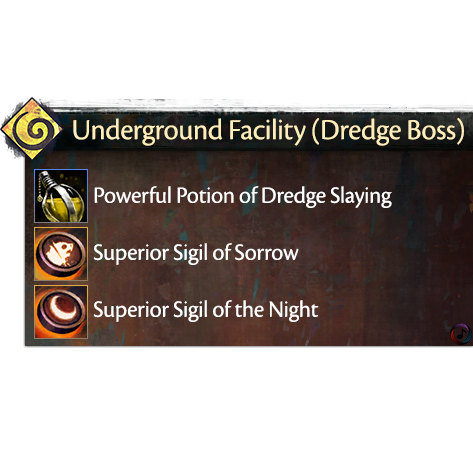 Underground Facility (Dredge Boss)
Powerful Potion of Dredge Slaying
Superior Sigil of Sorrow
Superior Sigil of the Night